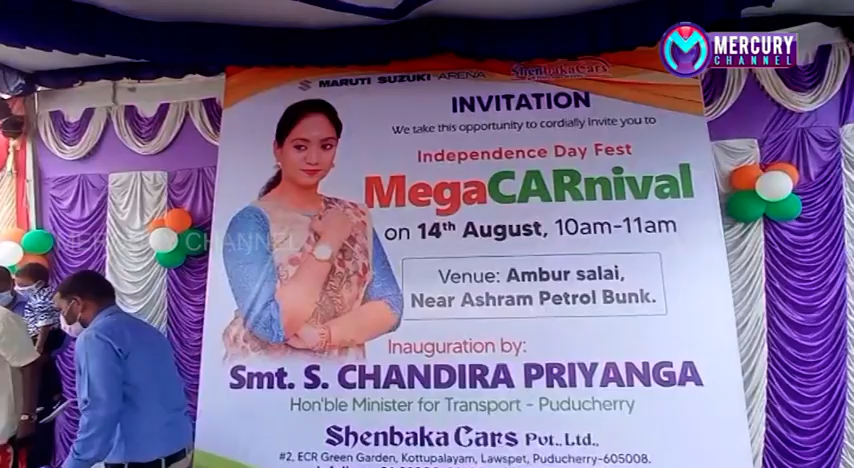 MERCURY
CHANNEL
MARUTI SUZUKI ARENA
Shenbaka Cars
INVITATION
We take this opportunity to cordially Invite you to
Independence Day Fest
MegaCARnival
on 14th August, 10am-11am
Venue: Ambur salai,
Near Ashram Petrol Bunk.
Inauguration by:
Smt. S. CHANDIRA PRIYANGA
Hon'ble Minister for Transport - Puducherry
Shenbaka Cars Pvt., Ltd.,
#2, ECR Green Garden, Kottupalayam, Lawspet, Puducherry-605008.
MERCURY CHANNEL